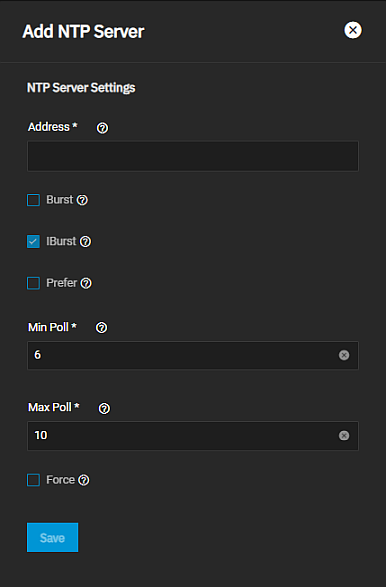 Add NTP Server
NTP Server Settings
Address *
Burst
IBurst
Prefer
Min Poll *
6
Max Poll *
10
Force
Save